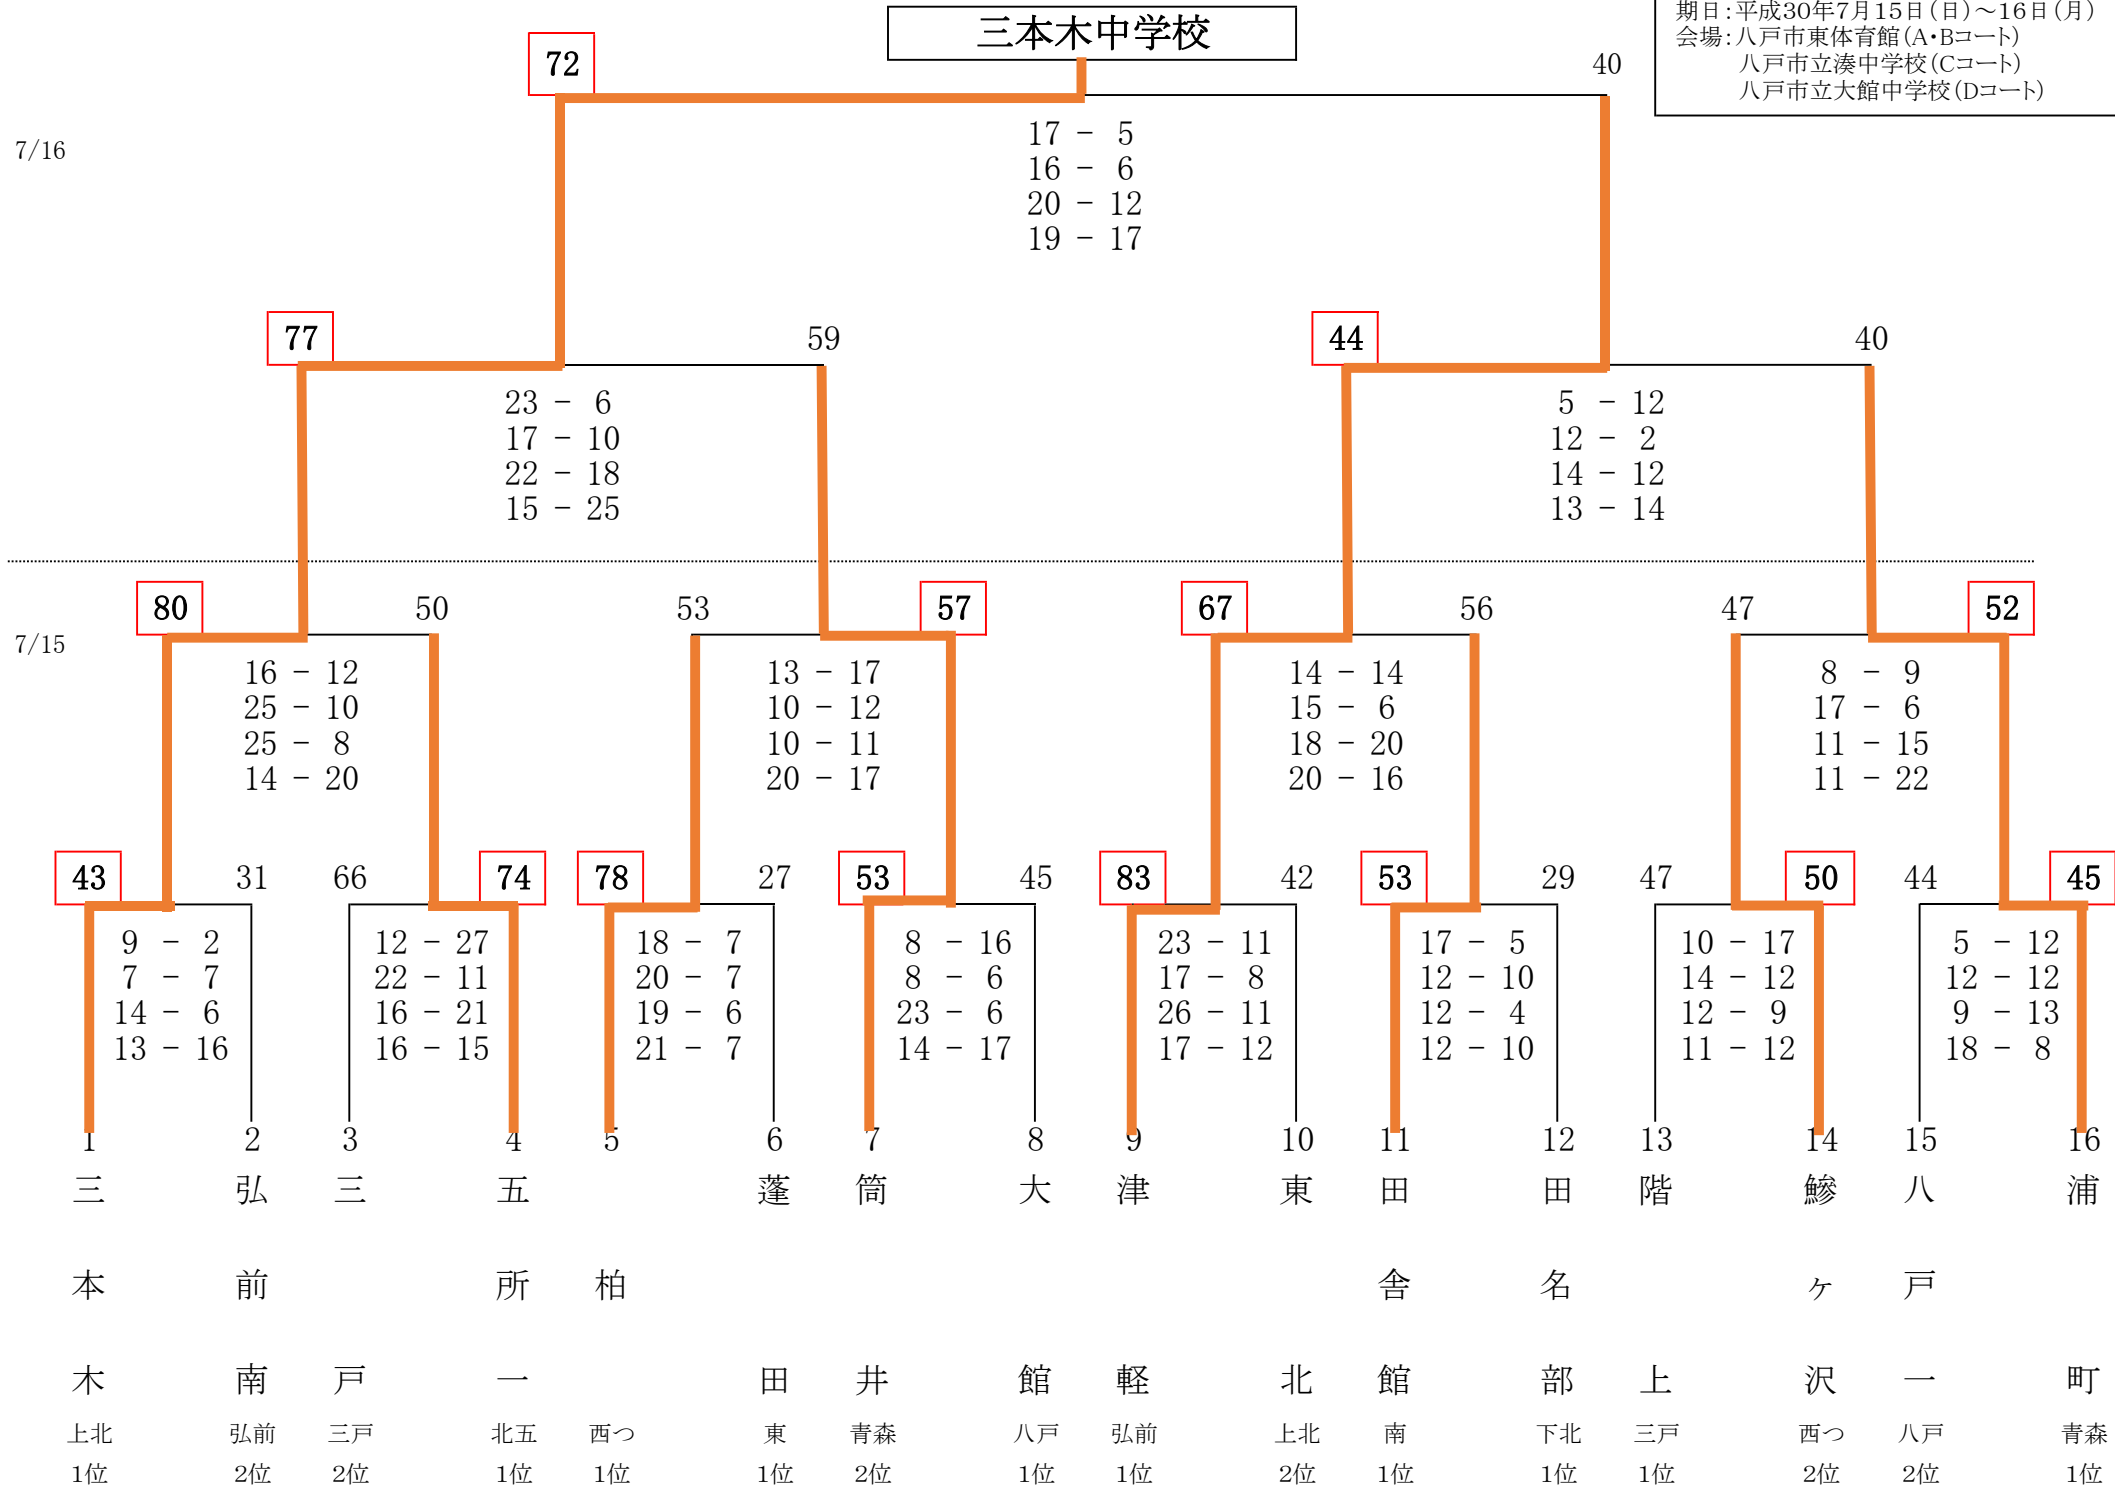 三本木中学校
期日：平成30年7月15日（日）～16日（月）
会場：八戸市東体育館（A・Bコート）
八戸市立湊中学校（Cコート）
八戸市立大館中学校（Dコート）
72
40
7/16
17 － 5
16 － 6
20 － 12
19 － 17
77
59
44
40
23 － 6
17 － 10
22 － 18
15 － 25
5 － 12
12 － 2
14 － 12
13 － 14
80
50
53
57
67
56
47
52
7/15
16 － 12
25 － 10
25 － 8
14 － 20
13 － 17
10 － 12
10 － 11
20 － 17
14 － 14
15 － 6
18 － 20
20 － 16
8 － 9
17 － 6
11 － 15
11 － 22
43
31
66
74
78
27
53
45
83
42
53
29
47
50
44
45
9 － 2
7 － 7
14 － 6
13 － 16
12 － 27
22 － 11
16 － 21
16 － 15
18 － 7
20 － 7
19 － 6
21 － 7
8 － 16
8 － 6
23 － 6
14 － 17
23 － 11
17 － 8
26 － 11
17 － 12
17 － 5
12 － 10
12 － 4
12 － 10
10 － 17
14 － 12
12 － 9
11 － 12
5 － 12
12 － 12
9 － 13
18 － 8
1
三本木
上北
1位
2
弘前南
弘前
2位
3
三戸
三戸
2位
4
五所一
北五
1位
5
柏
西つ
1位
6
蓬田
東
1位
7
筒井
青森
2位
8
大館
八戸
1位
9
津軽
弘前
1位
10
東北
上北
2位
11
田舎館
南
1位
12
田名部
下北
1位
13
階上
三戸
1位
14
鰺ヶ沢
西つ
2位
15
八戸一
八戸
2位
16
浦町
青森
1位